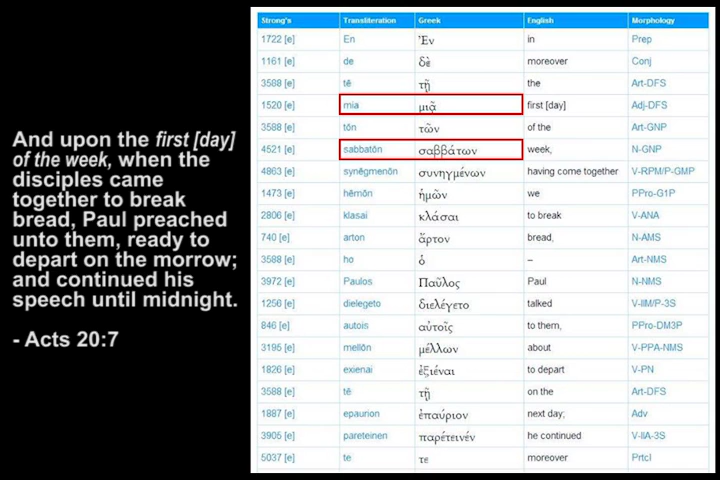 And upon the first [day]
of the week, when the
disciples came
together to break
bread, Paul preached
unto them, ready to
depart on the morrow;
and continued his
speech until midnight.
- Acts 20:7
Strong's Transliteration Greek English Morphology
1722 [e] En Ἐν in Prep
1161 [e] de δὲ moreover Conj
3588 [e] tē τῇ the Art-DFS
1520 [e] mia μιᾷ first [day] Adj-DFS
3588 [e] tōn τῶν of the Art-GNP
4521 [e] sabbatōn σαββάτων week, N-GNP
4863 [e] synēgmenōn συνηγμένων having come together V-RPM/P-GMP
1473 [e] hēmōn ἡμῶν we PPro-G1P
2806 [e] klasai κλάσαι to break V-ANA
740 [e] arton ἄρτον bread, N-AMS
3588 [e] ho ὁ – Art-NMS
3972 [e] Paulos Παῦλος Paul N-NMS
1256 [e] dielegeto διελέγετο talked V-IIM/P-3S
846 [e] autois αὐτοῖς to them, PPro-DM3P
3195 [e] mellōn μέλλων about V-PPA-NMS
1826 [e] exienai ἐξιέναι to depart V-PN
3588 [e] tē τῇ on the Art-DFS
1887 [e] epaurion ἐπαύριον next day; Adv
3905 [e] pareteinen παρέτεινέν he continued V-IIA-3S
5037 [e] te τε moreover Prtcl